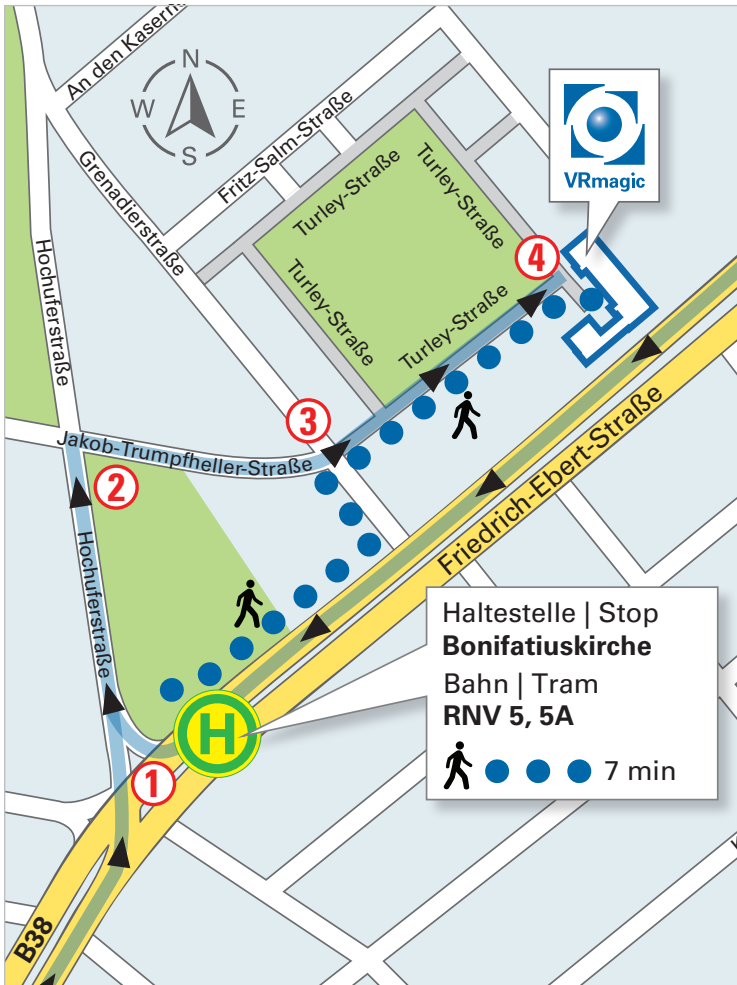 An den Kasern
N
W E
S
Fritz-Salm-Straße
Grenadierstraße
Turley-Straße
Turley-Straße
VRmagic
Hochuferstraße
Turley-Straße
Turley-Straße
4
3
Jakob-Trumpfheller-Straße
2
Friedrich-Ebert-Straße
Hochuferstraße
Haltestelle | Stop
Bonifatiuskirche
Bahn | Tram
RNV 5, 5A
7 min
H
1
B38